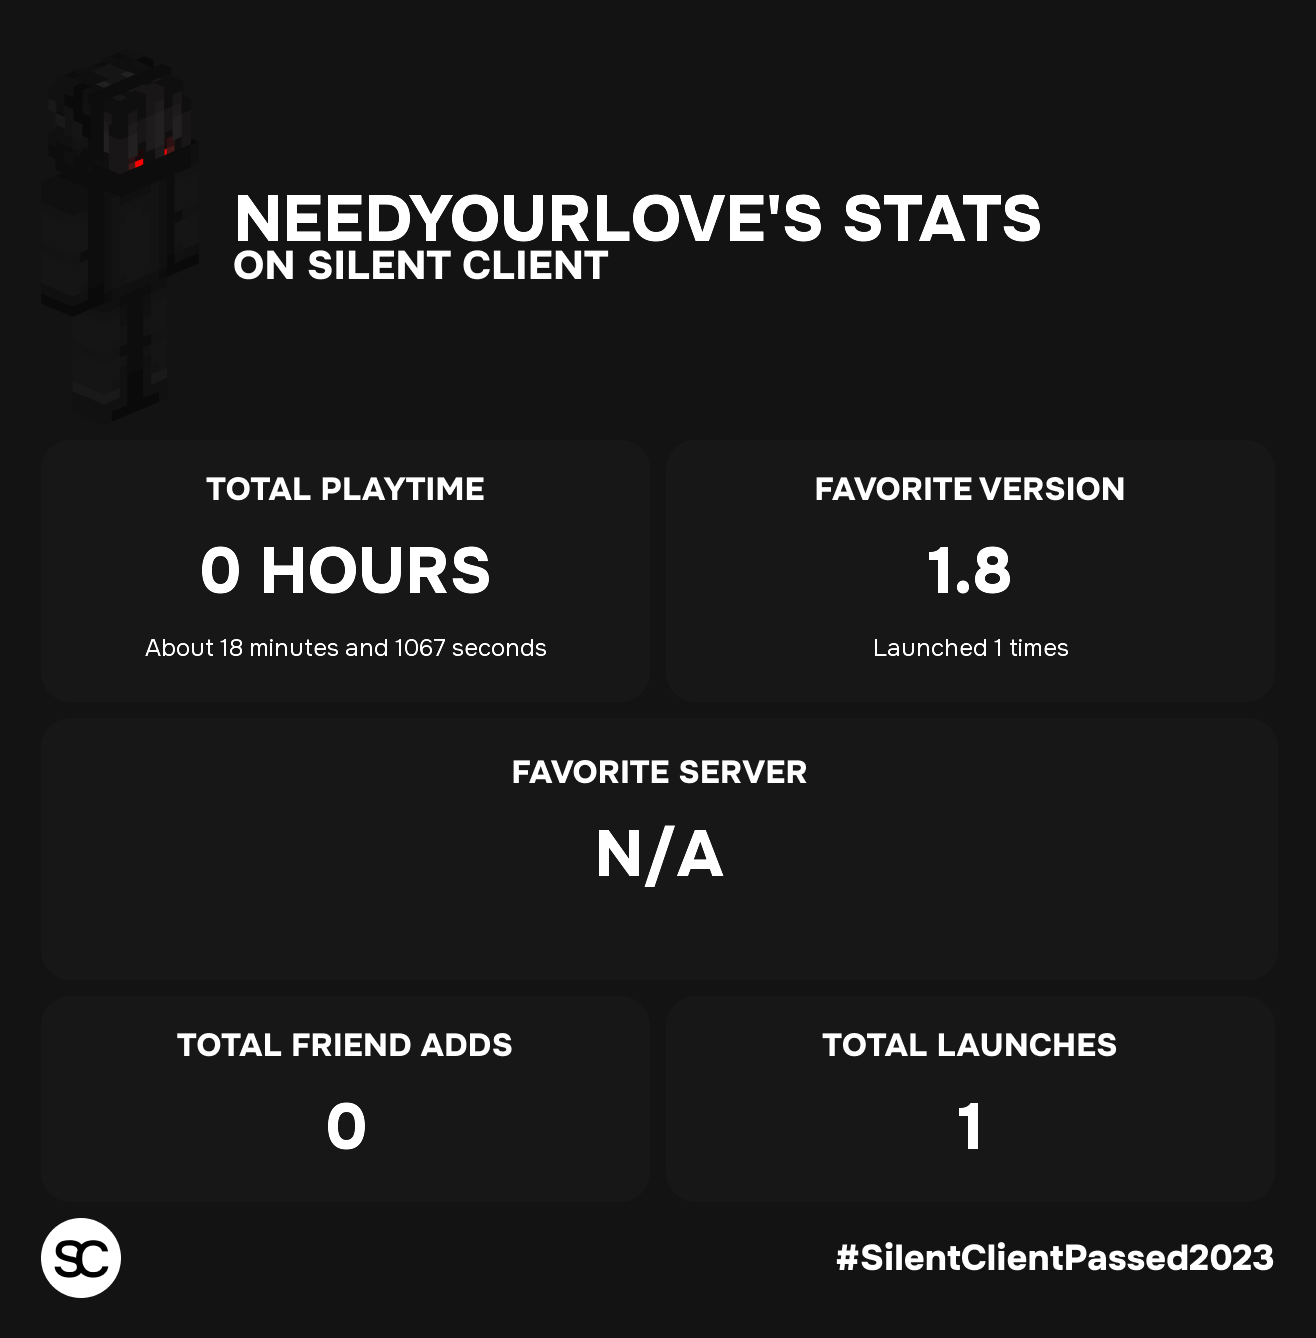 NEEDYOURLOVE'S STATS
ON SILENT CLIENT
TOTAL PLAYTIME
0 HOURS
About 18 minutes and 1067 seconds
FAVORITE VERSION
1.8
Launched 1 times
FAVORITE SERVER
N/A
TOTAL FRIEND ADDS
0
TOTAL LAUNCHES
1
SC
#SilentClientPassed2023